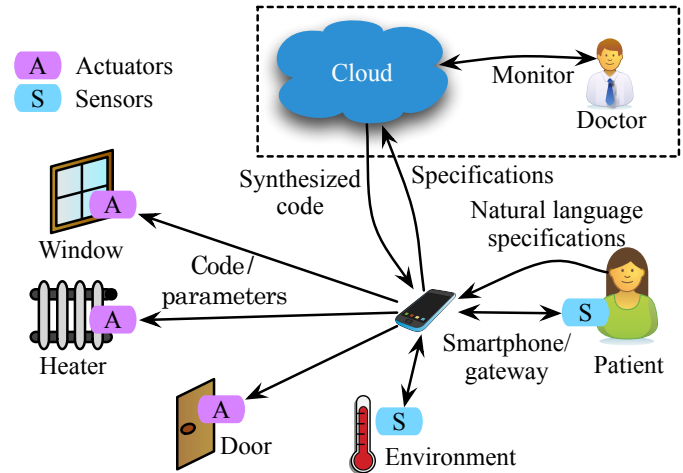 A Actuators
S Sensors
Cloud
Monitor
Doctor
Synthesized
code
Specifications
Natural language
specifications
A
Window
Code/
parameters
A
Heater
S
Smartphone/
gateway
Patient
A
Door
S
Environment